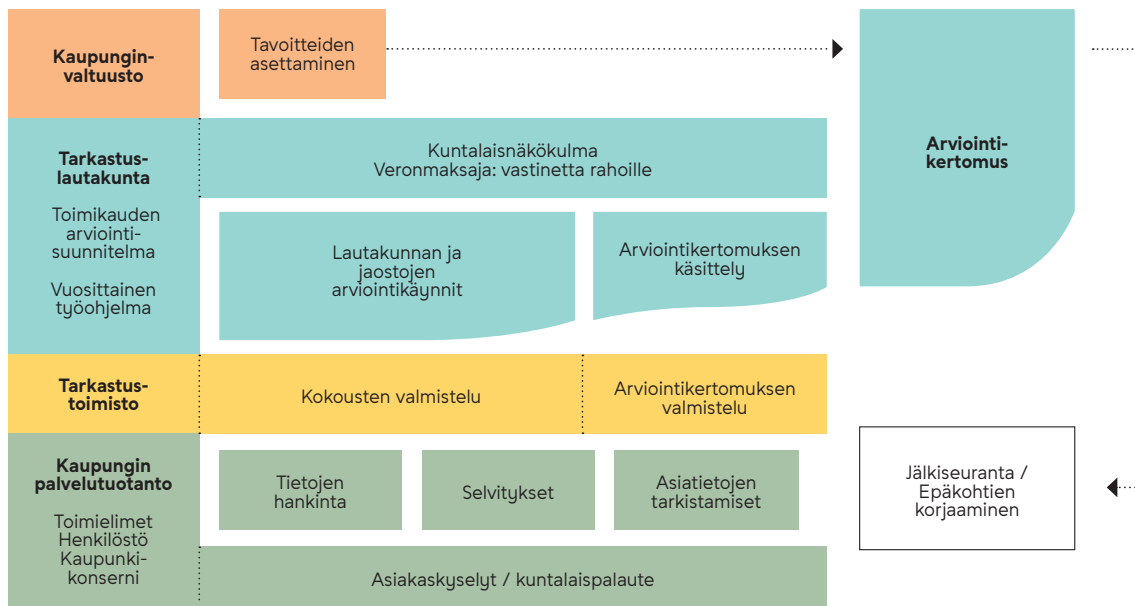 Kaupungin-
valtuusto
Tavoitteiden
asettaminen
Tarkastus-
lautakunta
Toimikauden
arviointi-
suunnitelma
Vuosittainen
työohjelma
Kuntalaisnäkökulma
Veronmaksaja: vastinetta rahoille
Lautakunnan ja
jaostojen
arviointikäynnit
Arviointikertomuksen
käsittely
Arviointi-
kertomus
Tarkastus-
toimisto
Kokousten valmistelu
Arviointikertomuksen
valmistelu
Kaupungin
palvelutuotanto
Toimielimet
Henkilöstö
Kaupunki-
konserni
Tietojen
hankinta
Selvitykset
Asiatietojen
tarkistamiset
Asiakaskyselyt / kuntalaispalaute
Jälkiseuranta /
Epäkohtien
korjaaminen